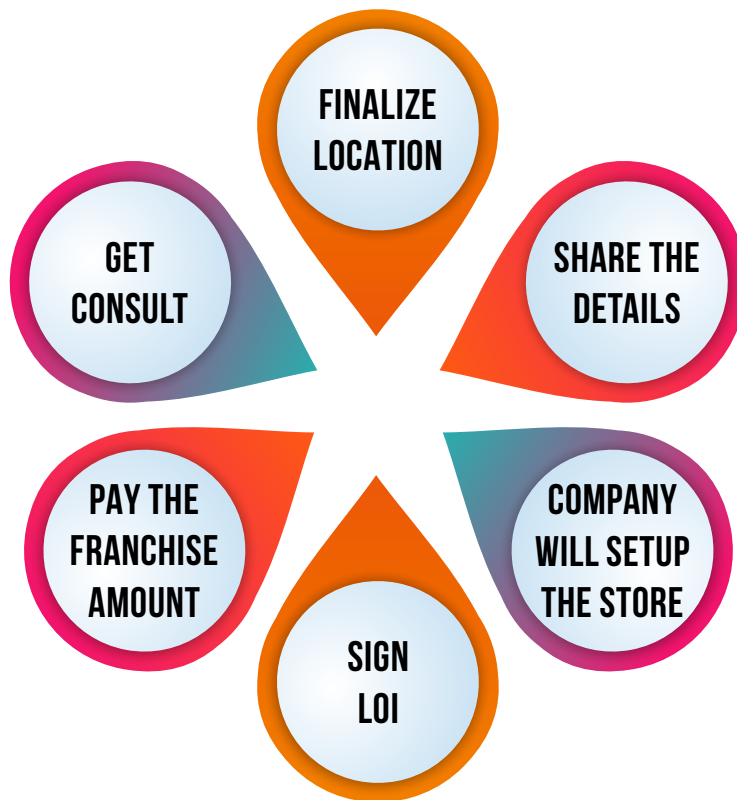 FINALIZE
LOCATION
GET
CONSULT
SHARE THE
DETAILS
PAY THE
FRANCHISE
AMOUNT
COMPANY
WILL SETUP
THE STORE
SIGN
LOI